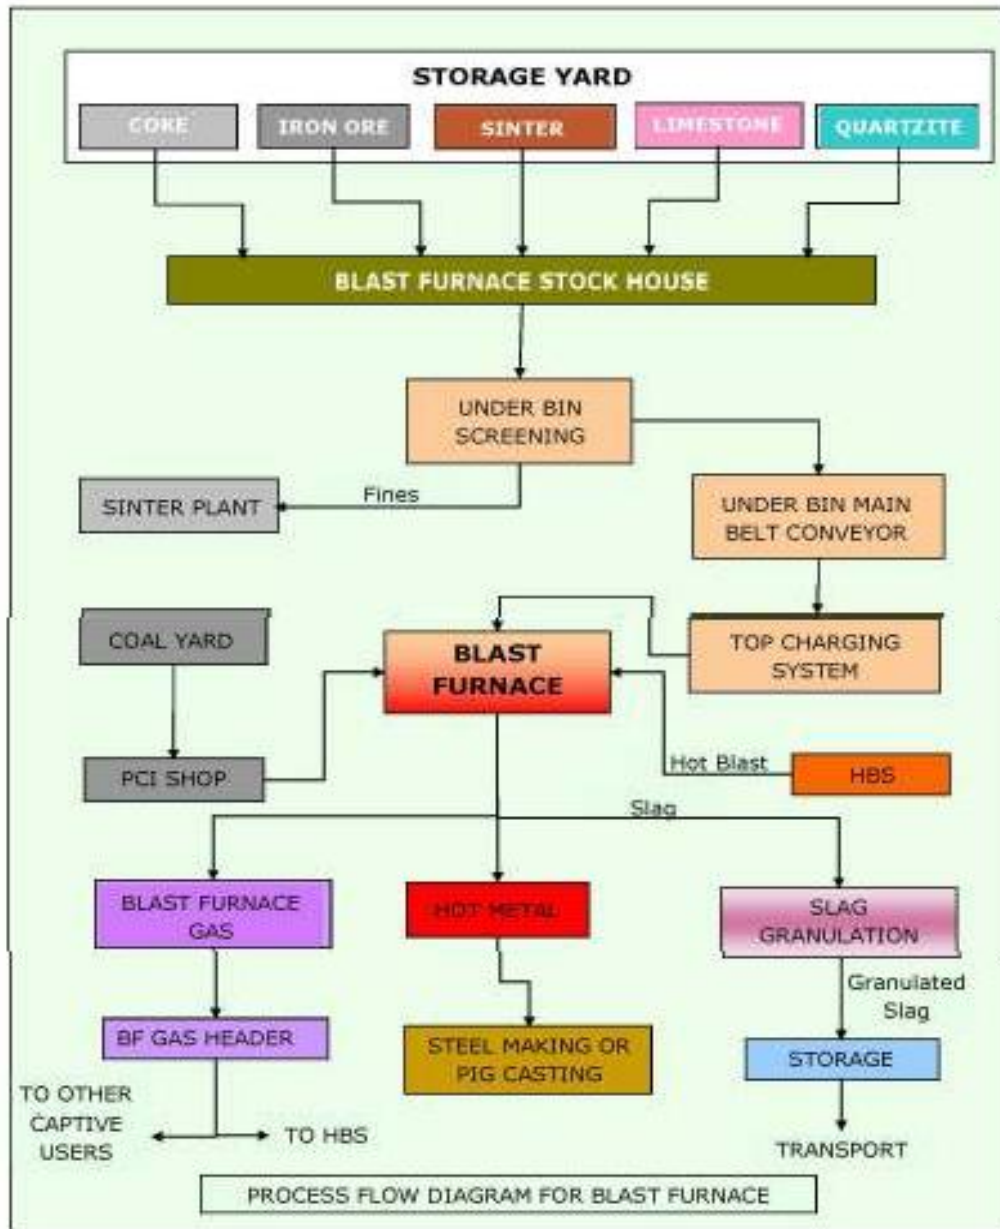 STORAGE YARD
COKE
IRON ORE
SINTER
LIMESTONE
QUARTZITE
BLAST FURNACE STOCK HOUSE
UNDER BIN
SCREENING
Fines
SINTER PLANT
UNDER BIN MAIN
BELT CONVEYOR
COAL YARD
BLAST
FURNACE
TOP CHARGING
SYSTEM
PCI SHOP
Hot Blast
HBS
Slag
BLAST FURNACE
GAS
HOT METAL
SLAG
GRANULATION
Granulated
Slag
BF GAS HEADER
STEEL MAKING OR
PIG CASTING
STORAGE
TO OTHER
CAPTIVE
USERS
TO HBS
TRANSPORT
PROCESS FLOW DIAGRAM FOR BLAST FURNACE